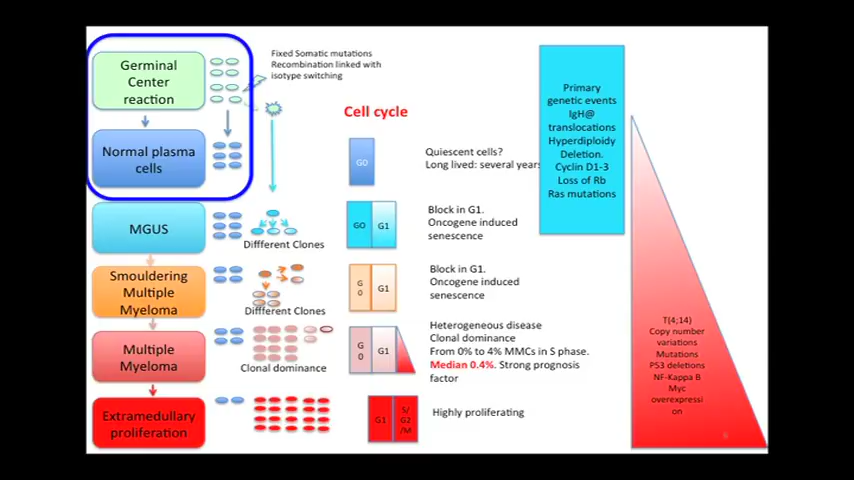 Fixed Somatic mutations
Recombination linked with
isotype switching
Germinal
Center
reaction
Cell cycle
Normal plasma
cells
G0
Quiescent cells?
Long lived: several years
Primary
genetic events
IgH@
translocations
Hyperdiploidy
Deletion.
Cyclin D1-3
Loss of Rb
Ras mutations
MGUS
Diffferent Clones
G0
G1
Block in G1.
Oncogene induced
senescence
Smouldering
Multiple
Myeloma
Diffferent Clones
G
0
G1
Block in G1.
Oncogene induced
senescence
Multiple
Myeloma
Clonal dominance
G
0
G1
Heterogeneous disease
Clonal dominance
From 0% to 4% MMCs in S phase.
Median 0.4%. Strong prognosis
factor
T(4;14)
Copy number
variations
Mutations
P53 deletions
NF-Kappa B
Myc
overexpressi
on
Extramedullary
proliferation
G1
S/
G2
/M
Highly proliferating